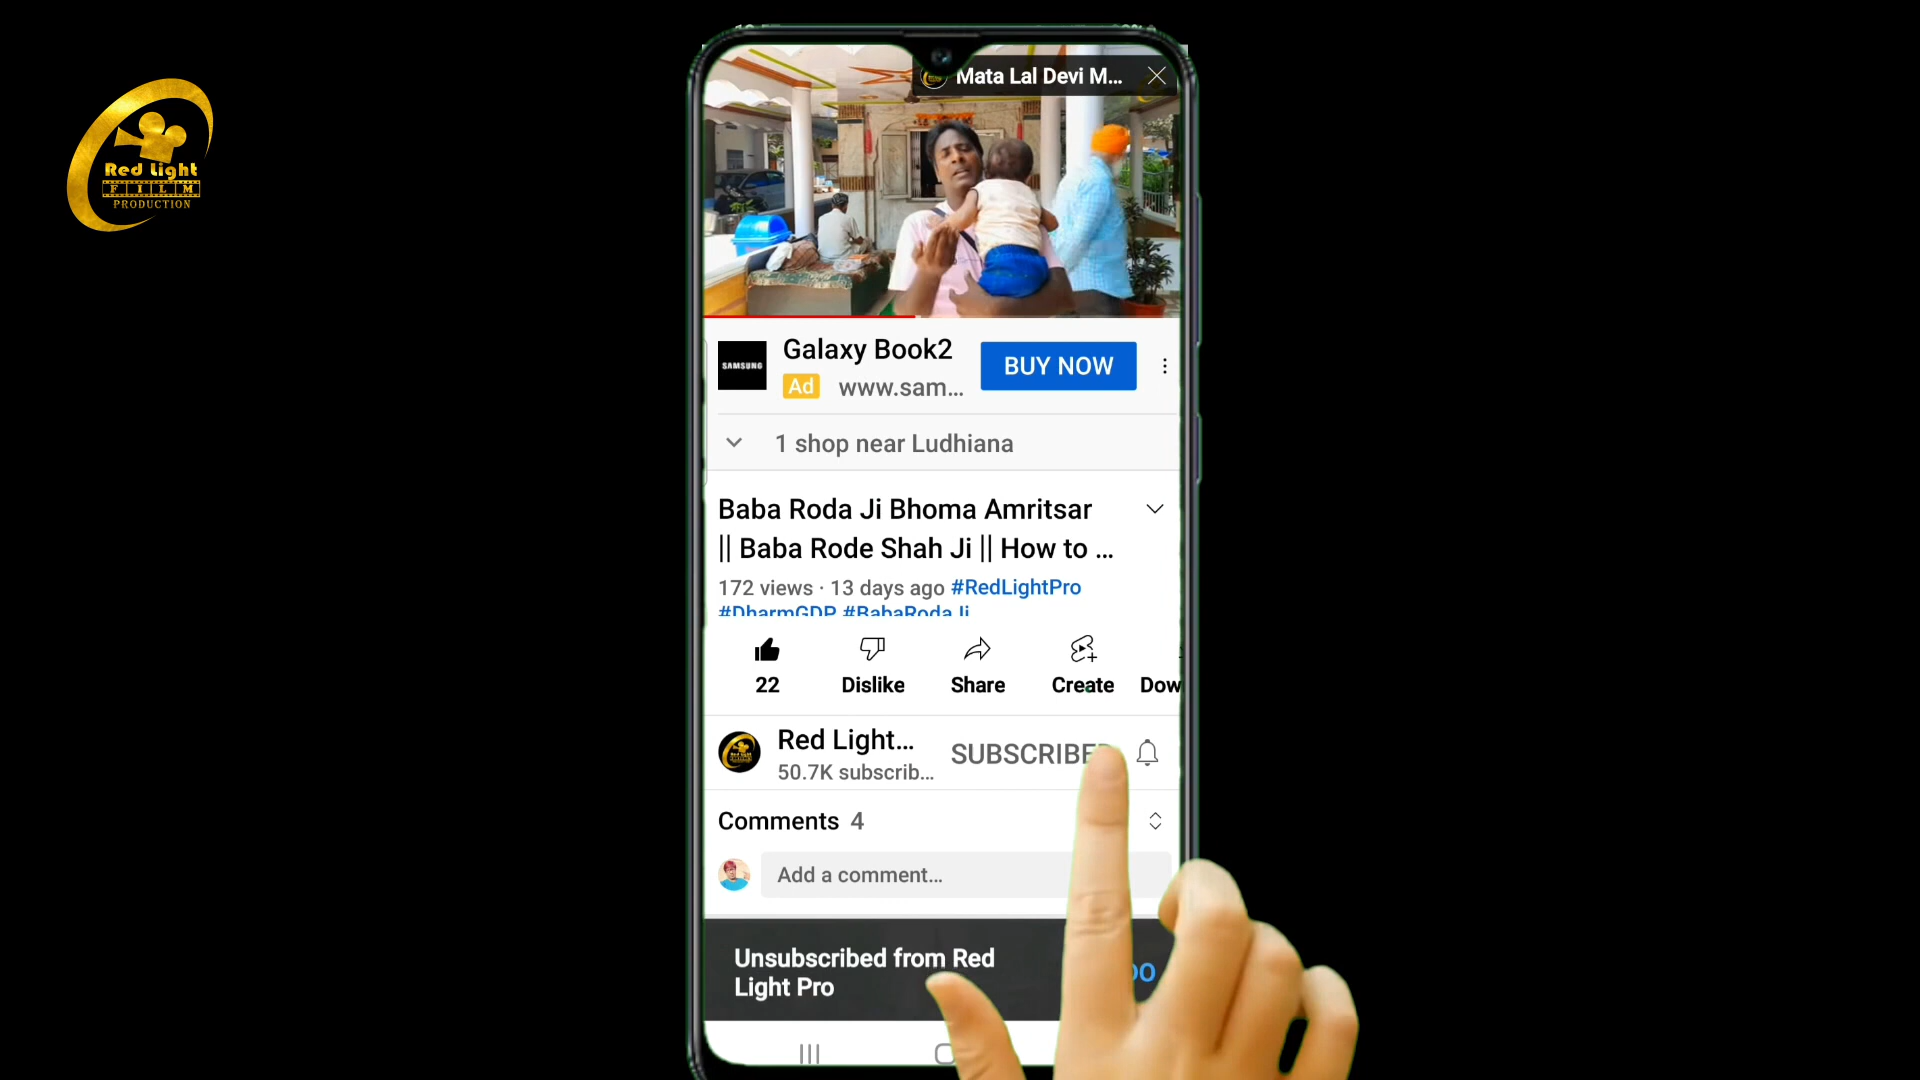 Red Light
FILM
PRODUCTION
Mata Lal Devi M...
SAMSUNG
Galaxy Book2
Ad www.sam...
BUY NOW
1 shop near Ludhiana
Baba Roda Ji Bhoma Amritsar
|| Baba Rode Shah Ji || How to ...
172 views · 13 days ago #RedLightPro
#DharmGDP #BabaRodaJi
22
Dislike
Share
Create
Dow
Red Light...
50.7K subscrib...
SUBSCRIBE
Comments 4
Add a comment...
Unsubscribed from Red
Light Pro